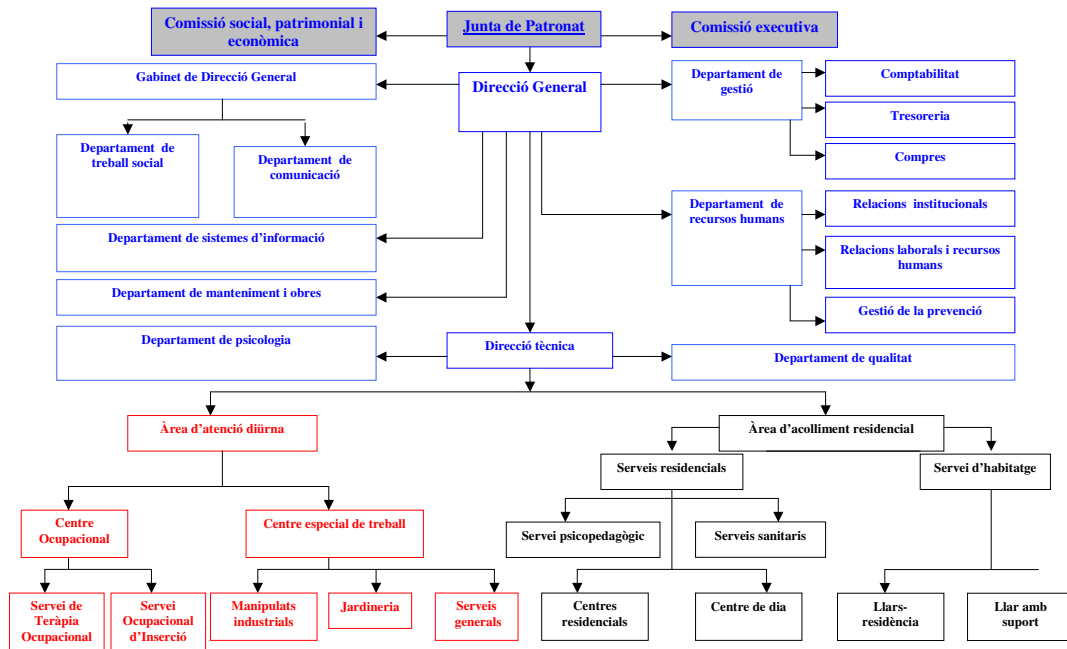 Comissió social, patrimonial i
econòmica
Junta de Patronat
Comissió executiva
Gabinet de Direcció General
Direcció General
Departament de
gestió
Comptabilitat
Tresoreria
Compres
Departament de
treball social
Departament de
comunicació
Departament de
recursos humans
Relacions institucionals
Relacions laborals i recursos
humans
Gestió de la prevenció
Departament de sistemes d'informació
Departament de manteniment i obres
Departament de psicologia
Direcció tècnica
Departament de qualitat
Àrea d'atenció diürna
Àrea d'acolliment residencial
Serveis residencials
Servei d'habitatge
Centre
Ocupacional
Centre especial de treball
Servei psicopedagògic
Serveis sanitaris
Servei de
Teràpia
Ocupacional
Servei
Ocupacional
d'Inserció
Manipulats
industrials
Jardineria
Serveis
generals
Centres
residencials
Centre de dia
Llars-
residència
Llar amb
suport